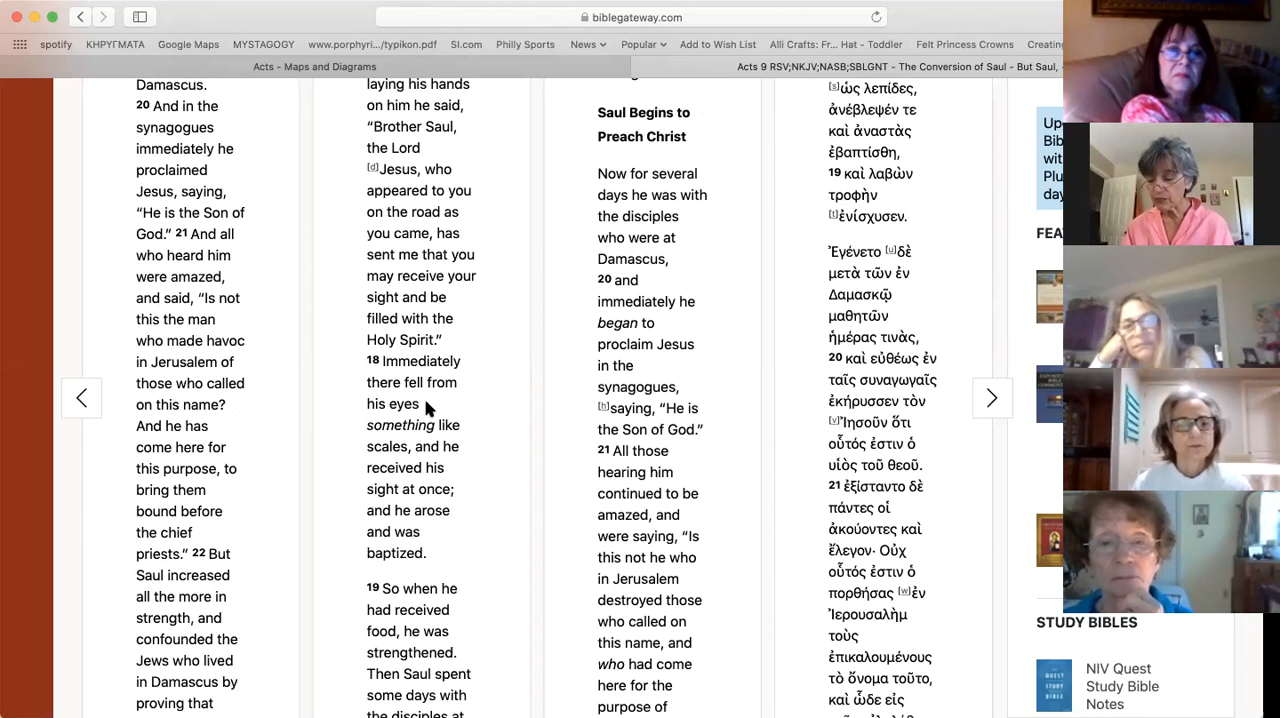 biblegateway.com
spotify
ΚΗΡΥΓΜΑΤΑ
Google Maps
MYSTAGOGY
www.porphyri.../typikon.pdf
SI.com
Philly Sports
News
Popular
Add to Wish List
Alli Crafts: Fr... Hat - Toddler
Felt Princess Crowns
Creating
Acts - Maps and Diagrams
Acts 9 RSV;NKJV;NASB;SBLGNT - The Conversion of Saul - But Saul,
Damascus.
20 And in the
synagogues
immediately he
proclaimed
Jesus, saying,
“He is the Son of
God.” 21 And all
who heard him
were amazed,
and said, “Is not
this the man
who made havoc
in Jerusalem of
those who called
on this name?
And he has
come here for
this purpose, to
bring them
bound before
the chief
priests.” 22 But
Saul increased
all the more in
strength, and
confounded the
Jews who lived
in Damascus by
proving that
laying his hands
on him he said,
“Brother Saul,
the Lord
[d]Jesus, who
appeared to you
on the road as
you came, has
sent me that you
may receive your
sight and be
filled with the
Holy Spirit.”
18 Immediately
there fell from
his eyes
something like
scales, and he
received his
sight at once;
and he arose
and was
baptized.
19 So when he
had received
food, he was
strengthened.
Then Saul spent
some days with
the disciples at
Saul Begins to
Preach Christ
Now for several
days he was with
the disciples
who were at
Damascus,
20 and
immediately he
began to
proclaim Jesus
in the
synagogues,
[h]saying, “He is
the Son of God.”
21 All those
hearing him
continued to be
amazed, and
were saying, “Is
this not he who
in Jerusalem
destroyed those
who called on
this name, and
who had come
here for the
purpose of
[s]ὡς λεπίδες,
ἀνέβλεψέν τε
καὶ ἀναστὰς
ἐβαπτίσθη,
19 καὶ λαβὼν
τροφὴν
[t]ἐνίσχυσεν.
Ἐγένετο [u]δὲ
μετὰ τῶν ἐν
Δαμασκῷ
μαθητῶν
ἡμέρας τινὰς,
20 καὶ εὐθέως ἐν
ταῖς συναγωγαῖς
ἐκήρυσσεν τὸν
[v]Ἰησοῦν ὅτι
οὗτός ἐστιν ὁ
υἱὸς τοῦ θεοῦ.
21 ἐξίσταντο δὲ
πάντες οἱ
ἀκούοντες καὶ
ἔλεγον· Οὐχ
οὗτός ἐστιν ὁ
πορθήσας [w]ἐν
Ἰερουσαλὴμ
τοὺς
ἐπικαλουμένους
τὸ ὄνομα τοῦτο,
καὶ ὧδε εἰς
Up
Bib
with
Plu
day
FEA
STUDY BIBLES
NIV Quest
Study Bible
Notes